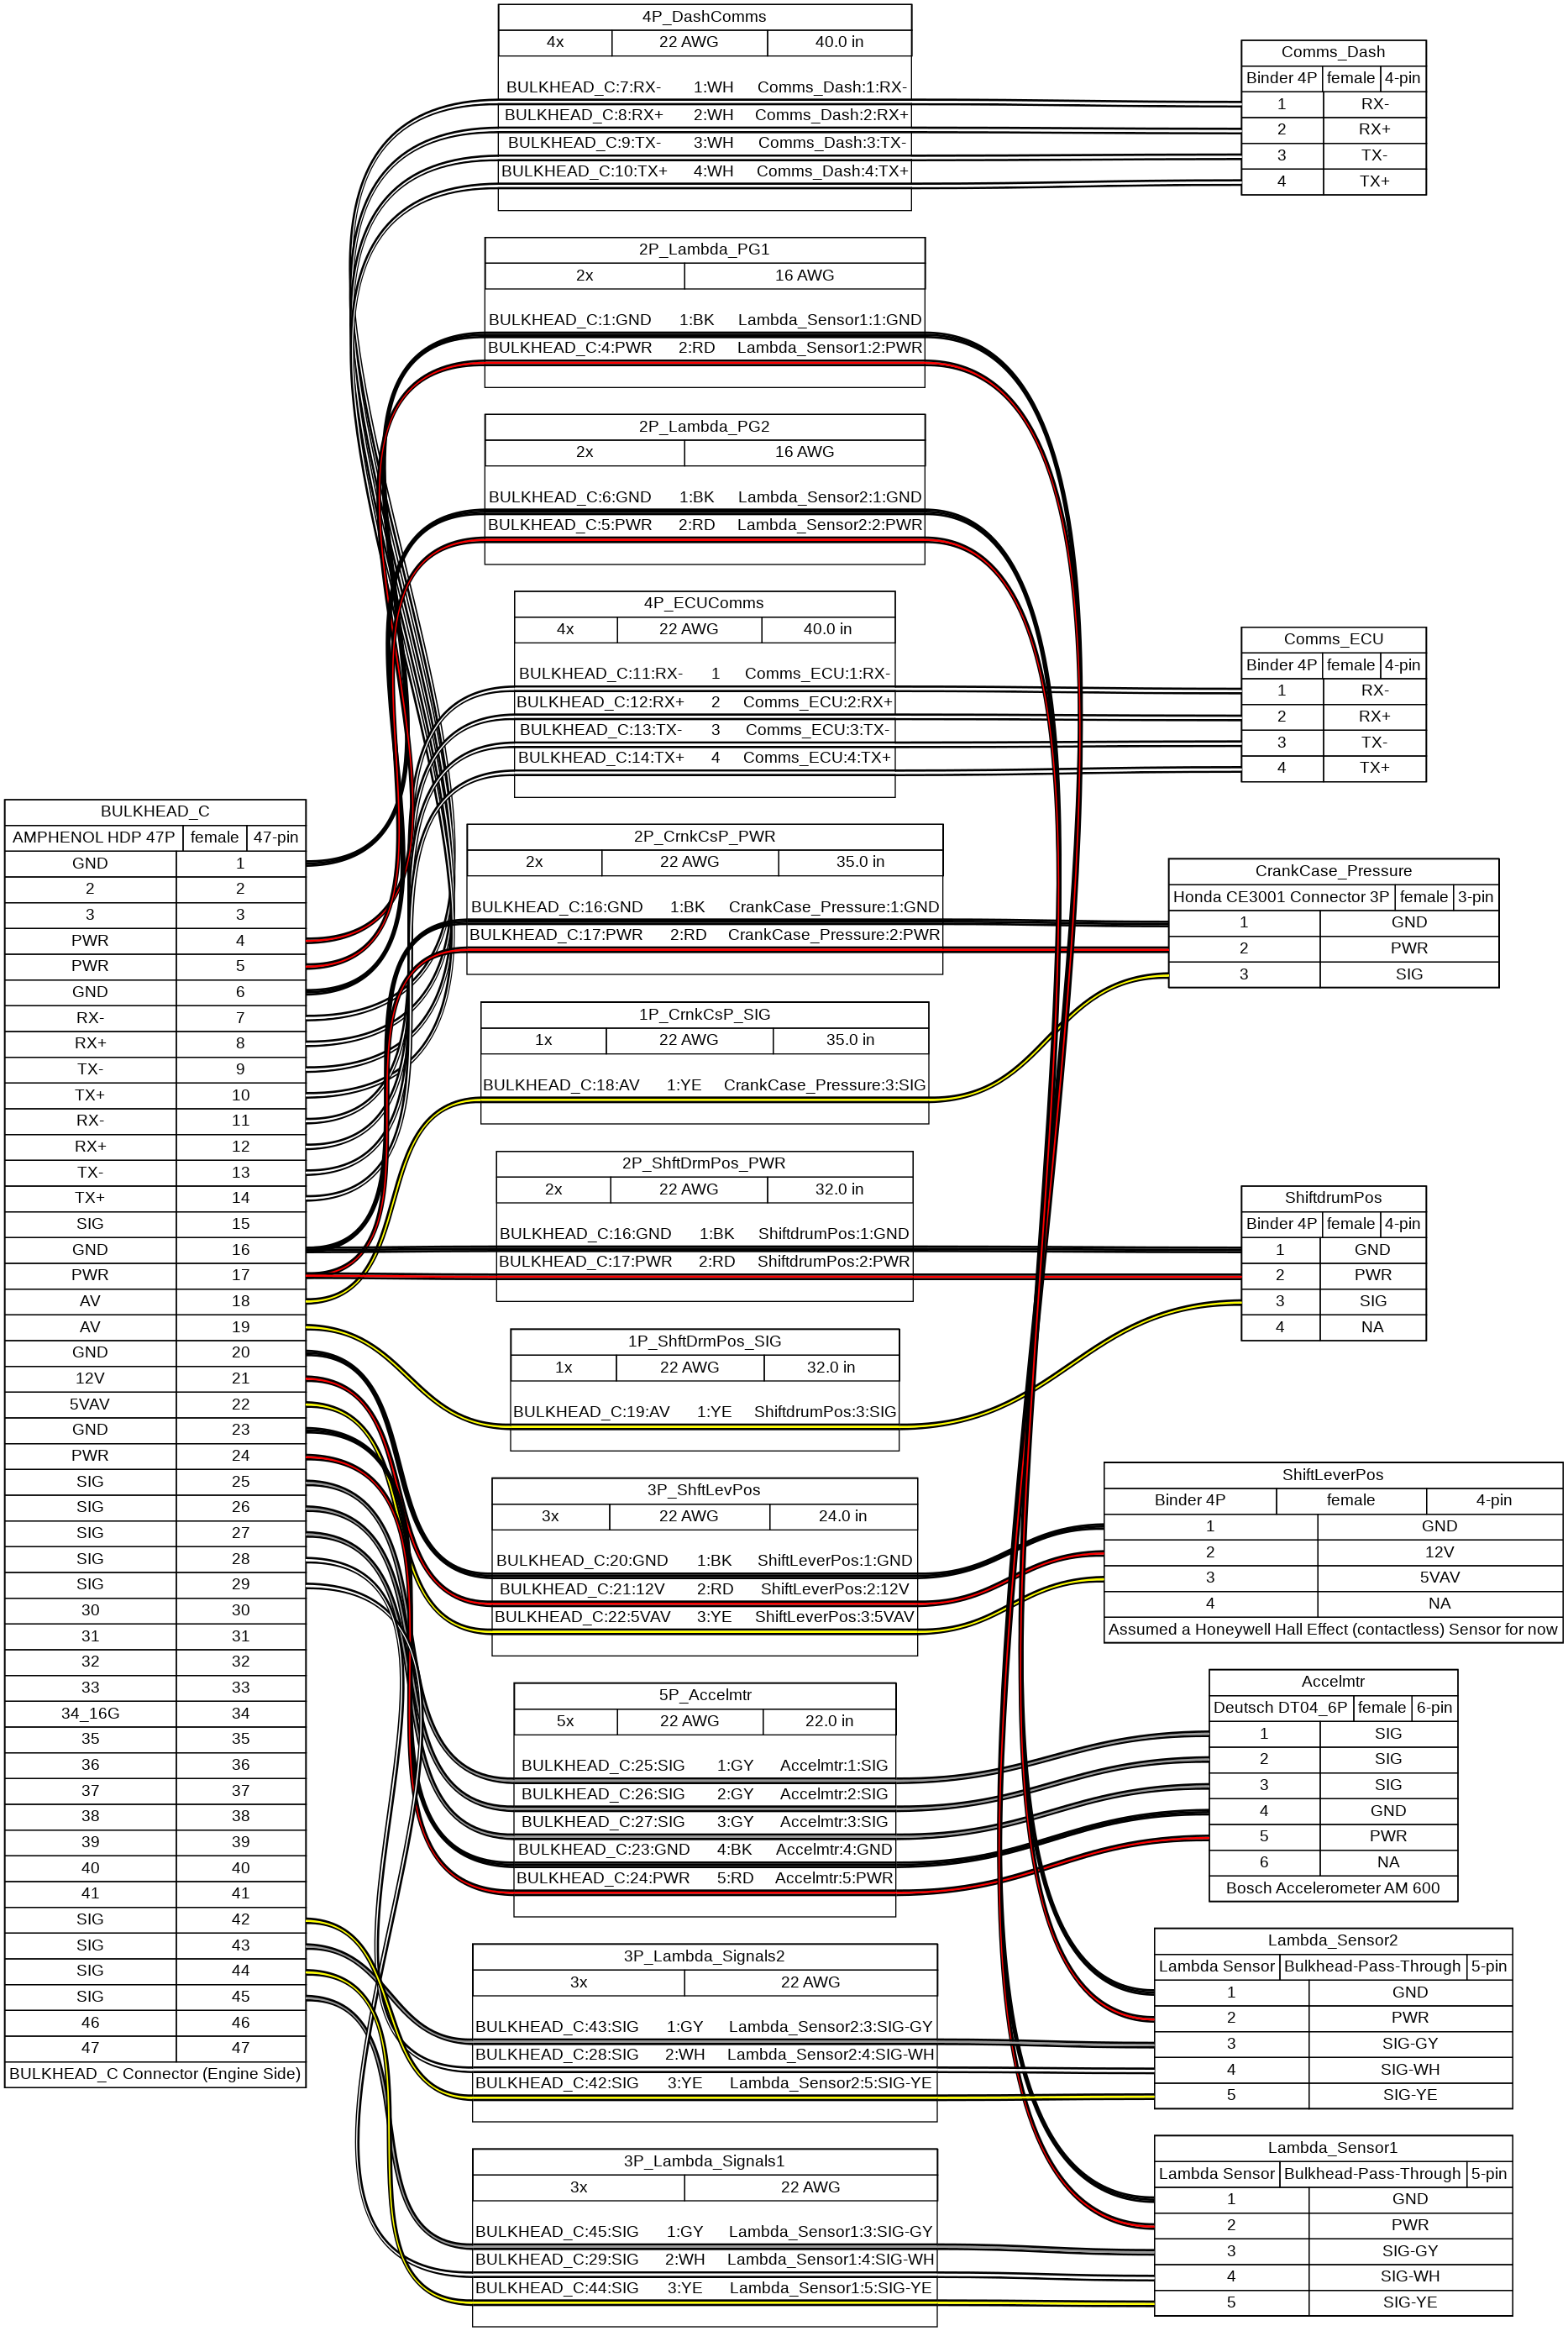 4P_DashComms
4x 22 AWG 40.0 in
BULKHEAD_C:7:RX- 1:WH Comms_Dash:1:RX-
BULKHEAD_C:8:RX+ 2:WH Comms_Dash:2:RX+
BULKHEAD_C:9:TX- 3:WH Comms_Dash:3:TX-
BULKHEAD_C:10:TX+ 4:WH Comms_Dash:4:TX+
Comms_Dash
Binder 4P female 4-pin
1 RX-
2 RX+
3 TX-
4 TX+
2P_Lambda_PG1
2x 16 AWG
BULKHEAD_C:1:GND 1:BK Lambda_Sensor1:1:GND
BULKHEAD_C:4:PWR 2:RD Lambda_Sensor1:2:PWR
2P_Lambda_PG2
2x 16 AWG
BULKHEAD_C:6:GND 1:BK Lambda_Sensor2:1:GND
BULKHEAD_C:5:PWR 2:RD Lambda_Sensor2:2:PWR
4P_ECUComms
4x 22 AWG 40.0 in
BULKHEAD_C:11:RX- 1 Comms_ECU:1:RX-
BULKHEAD_C:12:RX+ 2 Comms_ECU:2:RX+
BULKHEAD_C:13:TX- 3 Comms_ECU:3:TX-
BULKHEAD_C:14:TX+ 4 Comms_ECU:4:TX+
Comms_ECU
Binder 4P female 4-pin
1 RX-
2 RX+
3 TX-
4 TX+
BULKHEAD_C
AMPHENOL HDP 47P female 47-pin
GND 1
2 2
3 3
PWR 4
PWR 5
GND 6
RX- 7
RX+ 8
TX- 9
TX+ 10
RX- 11
RX+ 12
TX- 13
TX+ 14
SIG 15
GND 16
PWR 17
AV 18
AV 19
GND 20
12V 21
5VAV 22
GND 23
PWR 24
SIG 25
SIG 26
SIG 27
SIG 28
SIG 29
30 30
31 31
32 32
33 33
34_16G 34
35 35
36 36
37 37
38 38
39 39
40 40
41 41
SIG 42
SIG 43
SIG 44
SIG 45
46 46
47 47
BULKHEAD_C Connector (Engine Side)
2P_CrnkCsP_PWR
2x 22 AWG 35.0 in
BULKHEAD_C:16:GND 1:BK CrankCase_Pressure:1:GND
BULKHEAD_C:17:PWR 2:RD CrankCase_Pressure:2:PWR
CrankCase_Pressure
Honda CE3001 Connector 3P female 3-pin
1 GND
2 PWR
3 SIG
1P_CrnkCsP_SIG
1x 22 AWG 35.0 in
BULKHEAD_C:18:AV 1:YE CrankCase_Pressure:3:SIG
2P_ShftDrmPos_PWR
2x 22 AWG 32.0 in
BULKHEAD_C:16:GND 1:BK ShiftdrumPos:1:GND
BULKHEAD_C:17:PWR 2:RD ShiftdrumPos:2:PWR
ShiftdrumPos
Binder 4P female 4-pin
1 GND
2 PWR
3 SIG
4 NA
1P_ShftDrmPos_SIG
1x 22 AWG 32.0 in
BULKHEAD_C:19:AV 1:YE ShiftdrumPos:3:SIG
3P_ShftLevPos
3x 22 AWG 24.0 in
BULKHEAD_C:20:GND 1:BK ShiftLeverPos:1:GND
BULKHEAD_C:21:12V 2:RD ShiftLeverPos:2:12V
BULKHEAD_C:22:5VAV 3:YE ShiftLeverPos:3:5VAV
ShiftLeverPos
Binder 4P female 4-pin
1 GND
2 12V
3 5VAV
4 NA
Assumed a Honeywell Hall Effect (contactless) Sensor for now
5P_Accelmtr
5x 22 AWG 22.0 in
BULKHEAD_C:25:SIG 1:GY Accelmtr:1:SIG
BULKHEAD_C:26:SIG 2:GY Accelmtr:2:SIG
BULKHEAD_C:27:SIG 3:GY Accelmtr:3:SIG
BULKHEAD_C:23:GND 4:BK Accelmtr:4:GND
BULKHEAD_C:24:PWR 5:RD Accelmtr:5:PWR
Accelmtr
Deutsch DT04_6P female 6-pin
1 SIG
2 SIG
3 SIG
4 GND
5 PWR
6 NA
Bosch Accelerometer AM 600
3P_Lambda_Signals2
3x 22 AWG
BULKHEAD_C:43:SIG 1:GY Lambda_Sensor2:3:SIG-GY
BULKHEAD_C:28:SIG 2:WH Lambda_Sensor2:4:SIG-WH
BULKHEAD_C:42:SIG 3:YE Lambda_Sensor2:5:SIG-YE
Lambda_Sensor2
Lambda Sensor Bulkhead-Pass-Through 5-pin
1 GND
2 PWR
3 SIG-GY
4 SIG-WH
5 SIG-YE
3P_Lambda_Signals1
3x 22 AWG
BULKHEAD_C:45:SIG 1:GY Lambda_Sensor1:3:SIG-GY
BULKHEAD_C:29:SIG 2:WH Lambda_Sensor1:4:SIG-WH
BULKHEAD_C:44:SIG 3:YE Lambda_Sensor1:5:SIG-YE
Lambda_Sensor1
Lambda Sensor Bulkhead-Pass-Through 5-pin
1 GND
2 PWR
3 SIG-GY
4 SIG-WH
5 SIG-YE